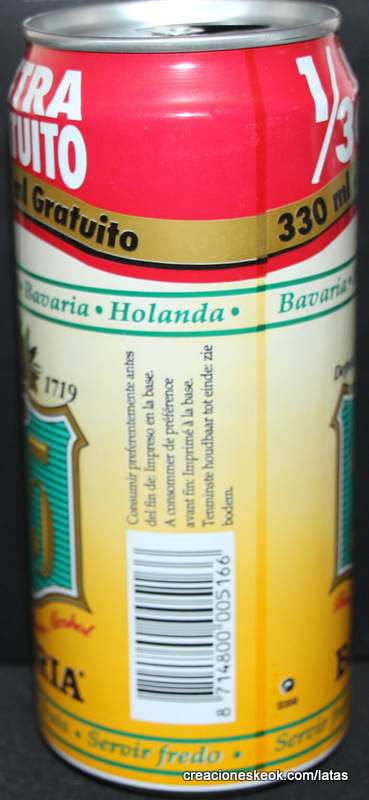 TRA
TUITO
1/3
ml Gratuito
330 ml
Bavaria • Holanda •
Bavaria •
1719
5
Consumir preferentemente antes
del fin de: Impreso en la base.
A consommer de préférence
avant fin: Imprimé à la base.
Tenminste houdbaar tot einde: zie
bodem.
8 714800 005166
RIA
• Servir fredo •
Servir
creacioneskeok.com/latas